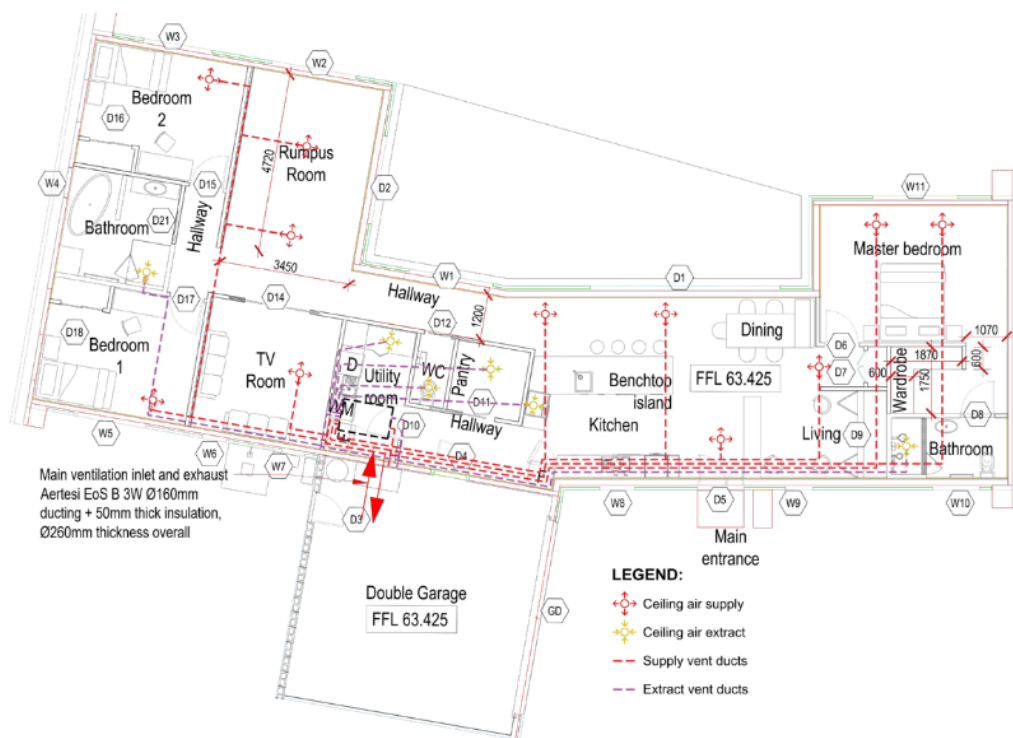 W3
W2
Bedroom
2
D16
Rumpus
Room
4720
W4
D15
D2
W11
D21
Bathroom
Hallway
Master bedroom
3450
W1
D1
Hallway
D17
D14
1200
D12
Dining
1070
D18
Bedroom
1
D6
1870
600
TV
Room
D
Utility
room
WC
Pantry
Benchtop
island
FFL 63.425
D7
600
Wardrobe
1750
WM
D11
D10
Hallway
Kitchen
Living
D9
D8
Bathroom
W5
W6
W7
D4
Main ventilation inlet and exhaust
Aertesi EoS B 3W Ø160mm
ducting + 50mm thick insulation,
Ø260mm thickness overall
D3
W8
D5
W9
W10
Main
entrance
LEGEND:
Ceiling air supply
Ceiling air extract
Supply vent ducts
Extract vent ducts
Double Garage
FFL 63.425
GD